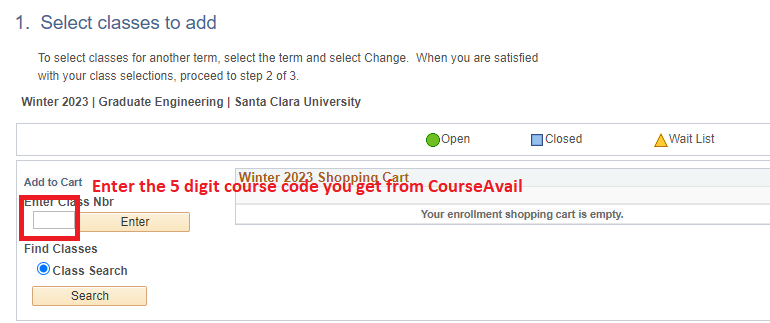 1. Select classes to add
To select classes for another term, select the term and select Change. When you are satisfied
with your class selections, proceed to step 2 of 3.
Winter 2023 | Graduate Engineering | Santa Clara University
Open Closed Wait List
Add to Cart
Enter the 5 digit course code you get from CourseAvail
Winter 2023 Shopping Cart
Enter Class Nbr
Enter
Your enrollment shopping cart is empty.
Find Classes
Class Search
Search